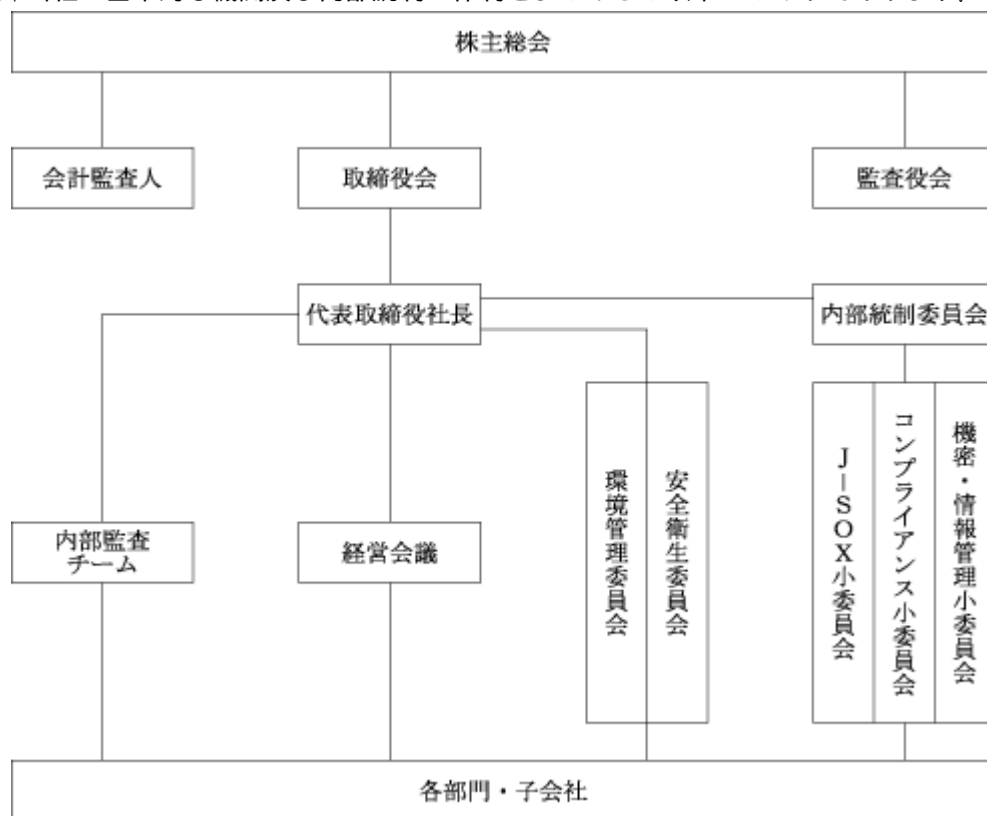 株主総会
会計監査人
取締役会
監査役会
代表取締役社長
内部統制委員会
内部監査
チーム
経営会議
環境管理委員会
安全衛生委員会
J-SOX小委員会
コンプライアンス小委員会
機密・情報管理小委員会
各部門・子会社